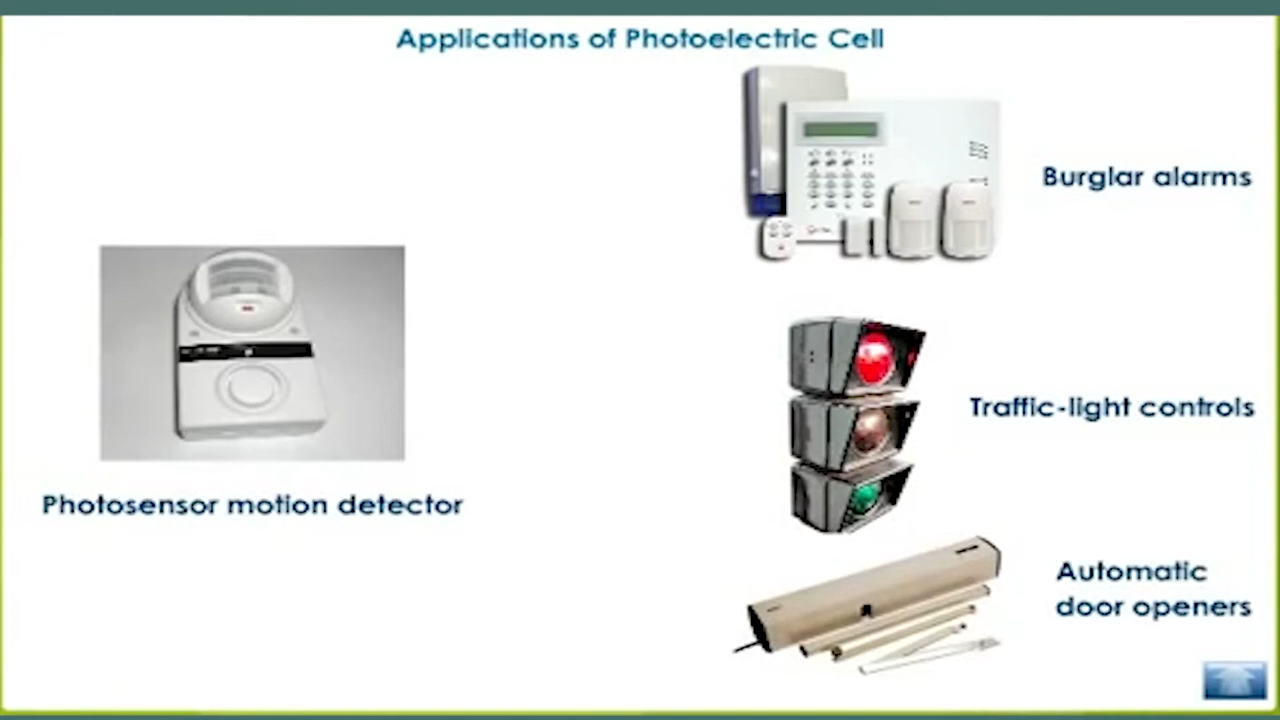 Applications of Photoelectric Cell
Burglar alarms
Traffic-light controls
Photosensor motion detector
Automatic
door openers